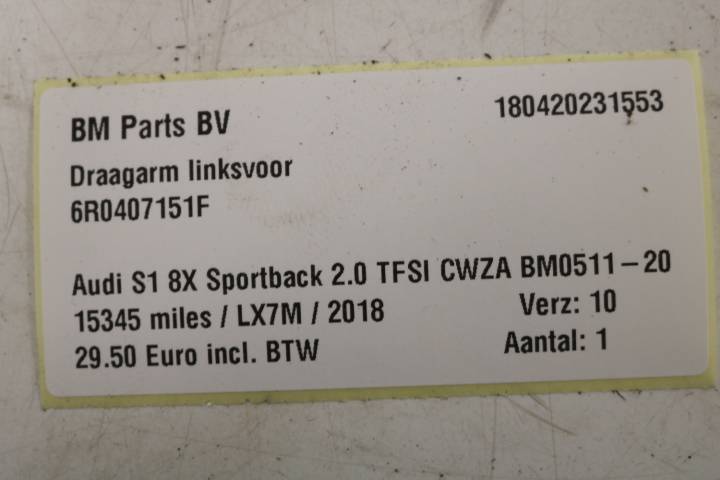 BM Parts BV 180420231553
Draagarm linksvoor
6R0407151F
Audi S1 8X Sportback 2.0 TFSI CWZA BM0511-20
15345 miles / LX7M / 2018 Verz: 10
29.50 Euro incl. BTW Aantal: 1